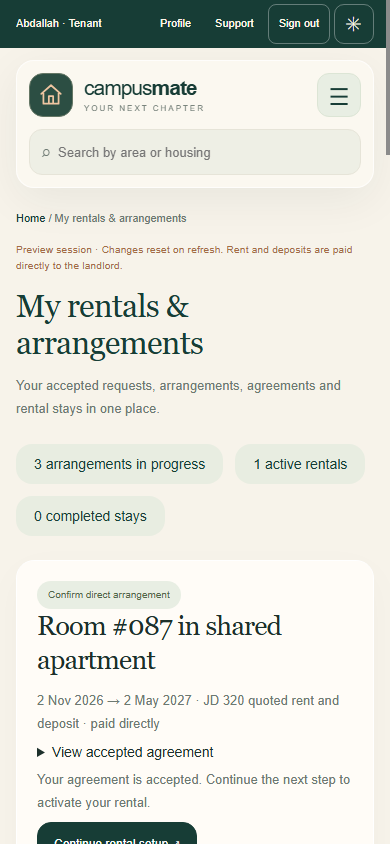 Abdallah · Tenant Profile Support Sign out
campusmate
YOUR NEXT CHAPTER
Search by area or housing
Home / My rentals & arrangements
Preview session · Changes reset on refresh. Rent and deposits are paid
directly to the landlord.
My rentals &
arrangements
Your accepted requests, arrangements, agreements and
rental stays in one place.
3 arrangements in progress 1 active rentals
0 completed stays
Confirm direct arrangement
Room #087 in shared
apartment
2 Nov 2026 → 2 May 2027 · JD 320 quoted rent and
deposit · paid directly
View accepted agreement
Your agreement is accepted. Continue the next step to
activate your rental.
Continue rental setup ↗